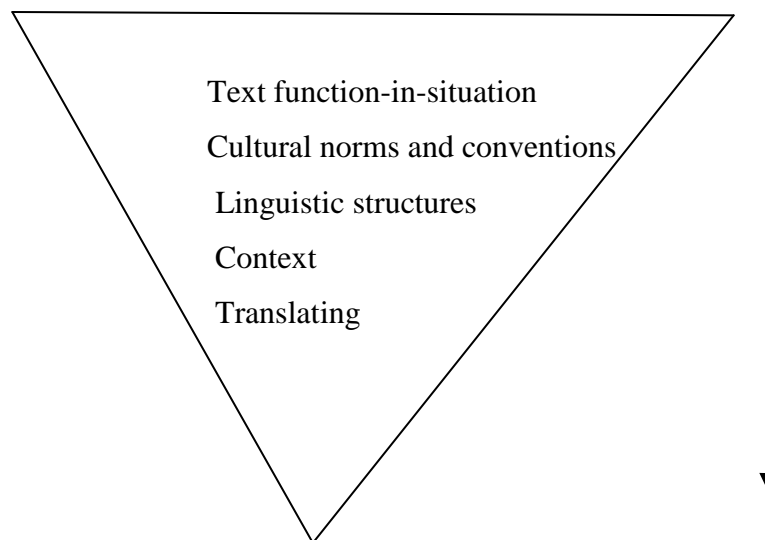 Text function-in-situation
Cultural norms and conventions
Linguistic structures
Context
Translating